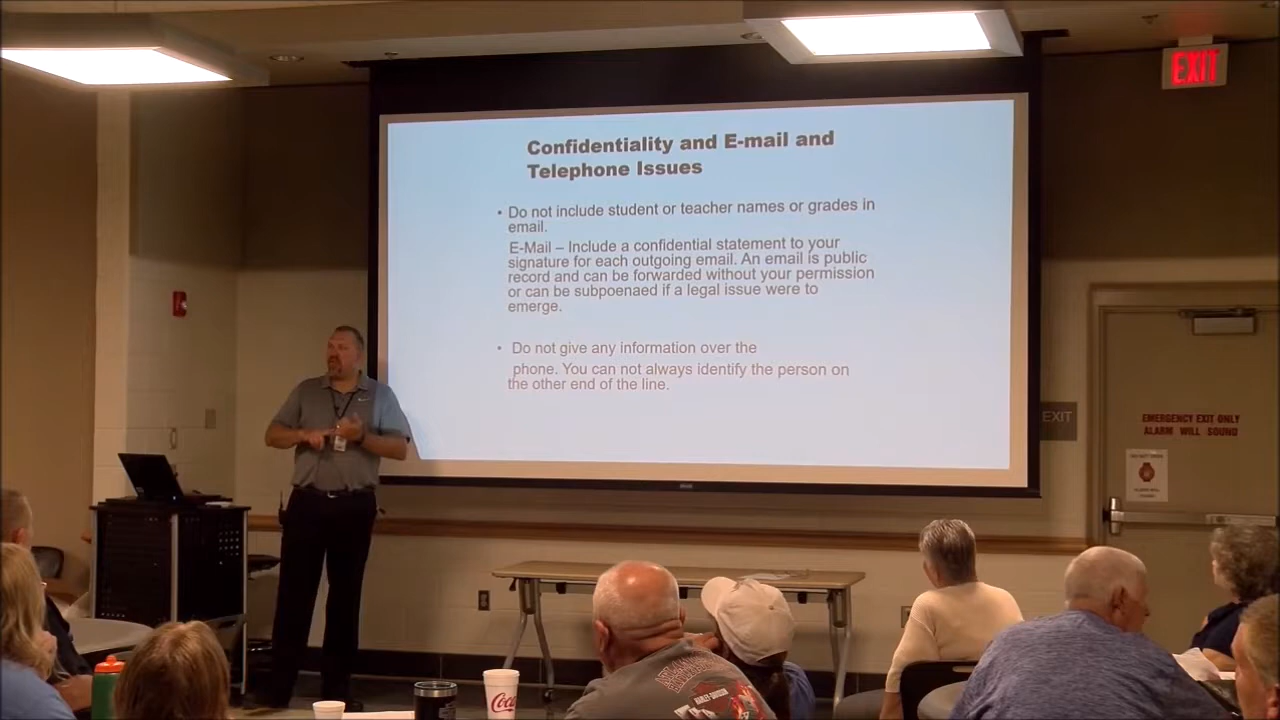 EXIT
Confidentiality and E-mail and
Telephone Issues
• Do not include student or teacher names or grades in
email.
E-Mail – Include a confidential statement to your
signature for each outgoing email. An email is public
record and can be forwarded without your permission
or can be subpoenaed if a legal issue were to
emerge.
• Do not give any information over the
phone. You can not always identify the person on
the other end of the line.
EXIT
EMERGENCY EXIT ONLY
ALARM WILL SOUND
HARLEY-DAVIDSON
Coca